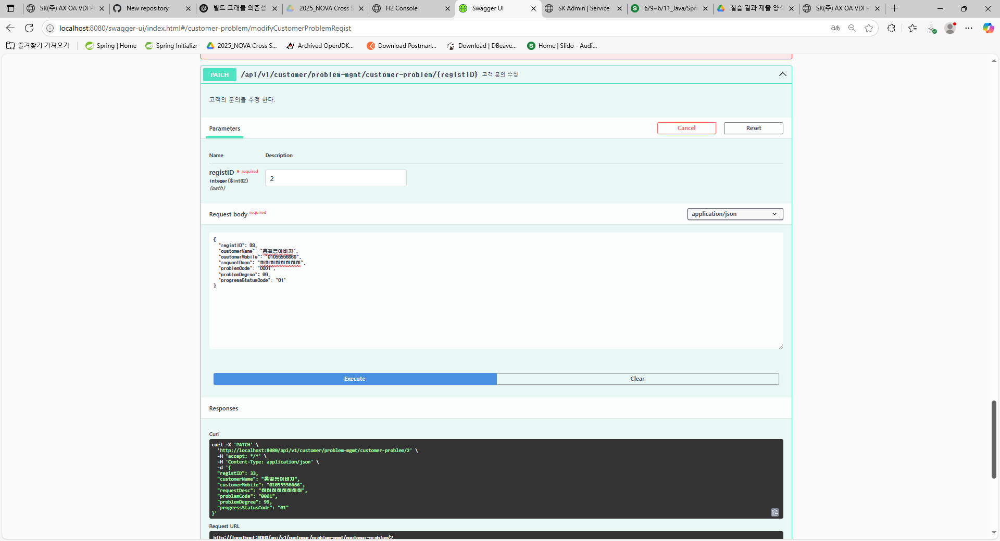 SK(주) AX OA VDI P
New repository
빌드 그래들 의존성
2025_NOVA Cross S
H2 Console
Swagger UI
SK Admin | Service
6/9~6/11_Java/Spri
실습 결과 제출 양식
SK(주) AX OA VDI P
localhost:8080/swagger-ui/index.html#/customer-problem/modifyCustomerProblemRegist
즐겨찾기 가져오기
Spring | Home
Spring Initializr
2025_NOVA Cross S...
Archived OpenJDK...
Download Postman...
Download | DBeave...
Home | Slido - Audi...
PATCH /api/v1/customer/problem-mgmt/customer-problem/{registID} 고객 문의 수정
고객의 문의를 수정 한다.
Parameters
Cancel
Reset
Name Description
registID * required
integer($int32)
(path)
2
Request body required
application/json
{
"registID": 33,
"customerName": "홍길동아버지",
"customerMobile": "01055556666",
"requestDesc": "히히히히히히히히",
"problemCode": "0001",
"problemDegree": 99,
"progressStatusCode": "01"
}
Execute
Clear
Responses
Curl
curl -X 'PATCH' \
'http://localhost:8080/api/v1/customer/problem-mgmt/customer-problem/2' \
-H 'accept: */*' \
-H 'Content-Type: application/json' \
-d '{
"registID": 33,
"customerName": "홍길동아버지",
"customerMobile": "01055556666",
"requestDesc": "히히히히히히히히",
"problemCode": "0001",
"problemDegree": 99,
"progressStatusCode": "01"
}'
Request URL
http://localhost:8080/api/v1/customer/problem-mgmt/customer-problem/2